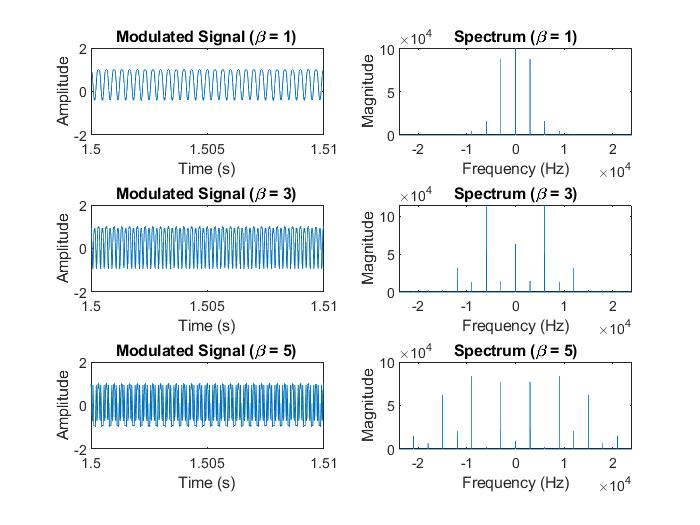 Modulated Signal (β = 1)
2
0
-2
Amplitude
1.5
1.505
1.51
Time (s)
×10⁴
Spectrum (β = 1)
10
5
0
Magnitude
-2
-1
0
1
2
Frequency (Hz)
×10⁴
Modulated Signal (β = 3)
2
0
-2
Amplitude
1.5
1.505
1.51
Time (s)
×10⁴
Spectrum (β = 3)
10
5
0
Magnitude
-2
-1
0
1
2
Frequency (Hz)
×10⁴
Modulated Signal (β = 5)
2
0
-2
Amplitude
1.5
1.505
1.51
Time (s)
×10⁴
Spectrum (β = 5)
10
5
0
Magnitude
-2
-1
0
1
2
Frequency (Hz)
×10⁴